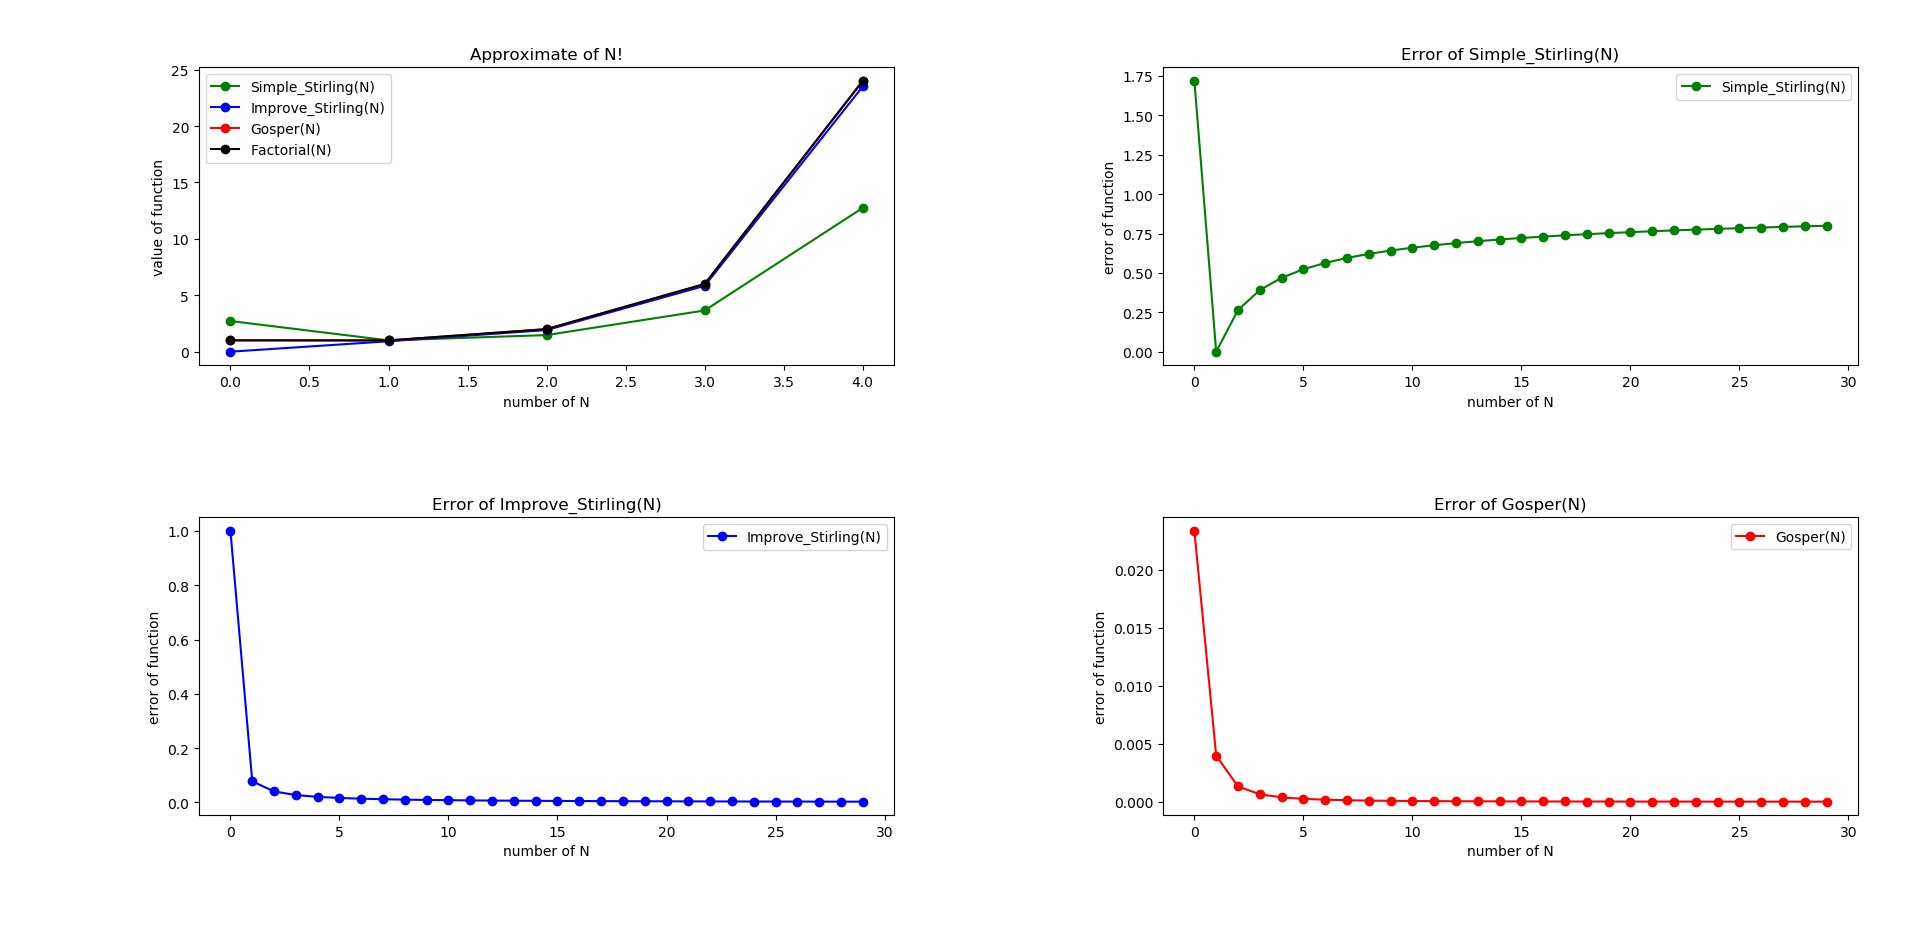 Approximate of N!
25
20
15
10
5
0
value of function
Simple_Stirling(N)
Improve_Stirling(N)
Gosper(N)
Factorial(N)
0.0 0.5 1.0 1.5 2.0 2.5 3.0 3.5 4.0
number of N
Error of Simple_Stirling(N)
1.75
1.50
1.25
1.00
0.75
0.50
0.25
0.00
error of function
Simple_Stirling(N)
0 5 10 15 20 25 30
number of N
Error of Improve_Stirling(N)
1.0
0.8
0.6
0.4
0.2
0.0
error of function
Improve_Stirling(N)
0 5 10 15 20 25 30
number of N
Error of Gosper(N)
0.020
0.015
0.010
0.005
0.000
error of function
Gosper(N)
0 5 10 15 20 25 30
number of N